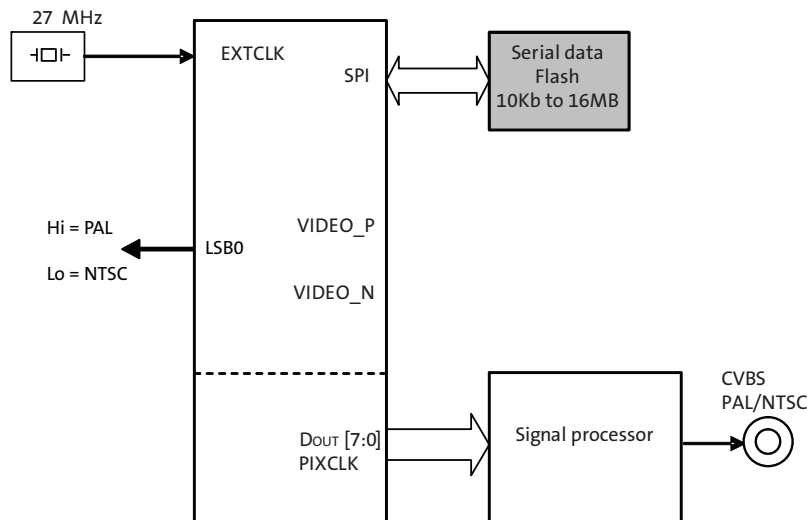 27 MHz
EXTCLK
SPI
Serial data
Flash
10Kb to 16MB
Hi = PAL
Lo = NTSC
LSB0
VIDEO_P
VIDEO_N
DOUT [7:0]
PIXCLK
Signal processor
CVBS
PAL/NTSC